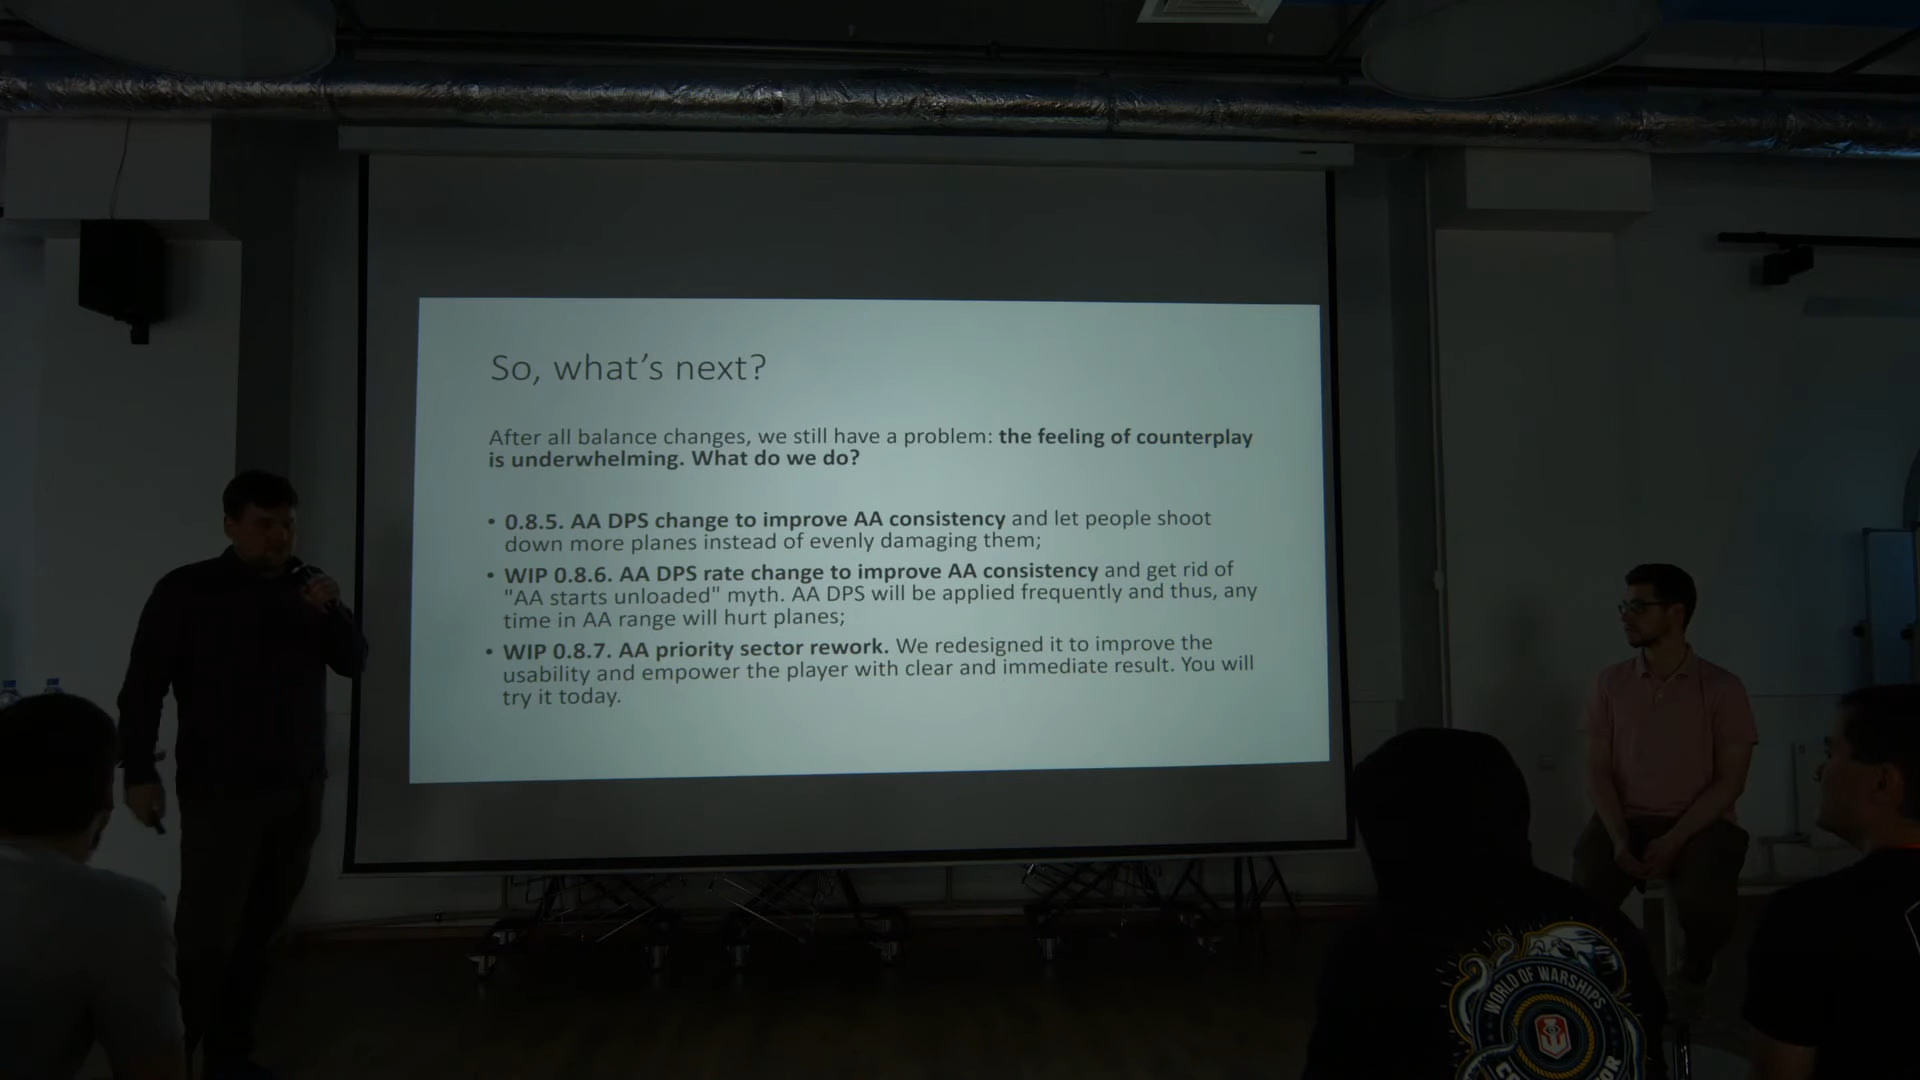 So, what's next?
After all balance changes, we still have a problem: the feeling of counterplay
is underwhelming. What do we do?
• 0.8.5. AA DPS change to improve AA consistency and let people shoot
down more planes instead of evenly damaging them;
• WIP 0.8.6. AA DPS rate change to improve AA consistency and get rid of
"AA starts unloaded" myth. AA DPS will be applied frequently and thus, any
time in AA range will hurt planes;
• WIP 0.8.7. AA priority sector rework. We redesigned it to improve the
usability and empower the player with clear and immediate result. You will
try it today.
WORLD OF WARSHIPS